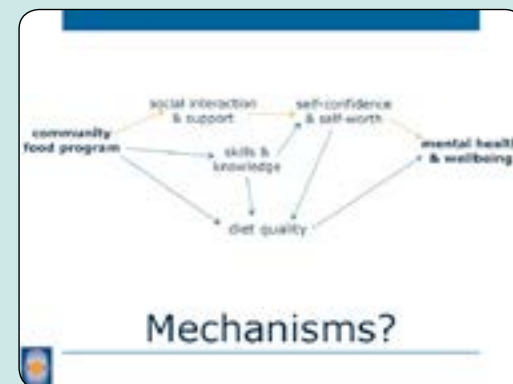 social interaction
& support
self-confidence
& self-worth
community
food program
mental health
& wellbeing
skills &
knowledge
diet quality
Mechanisms?